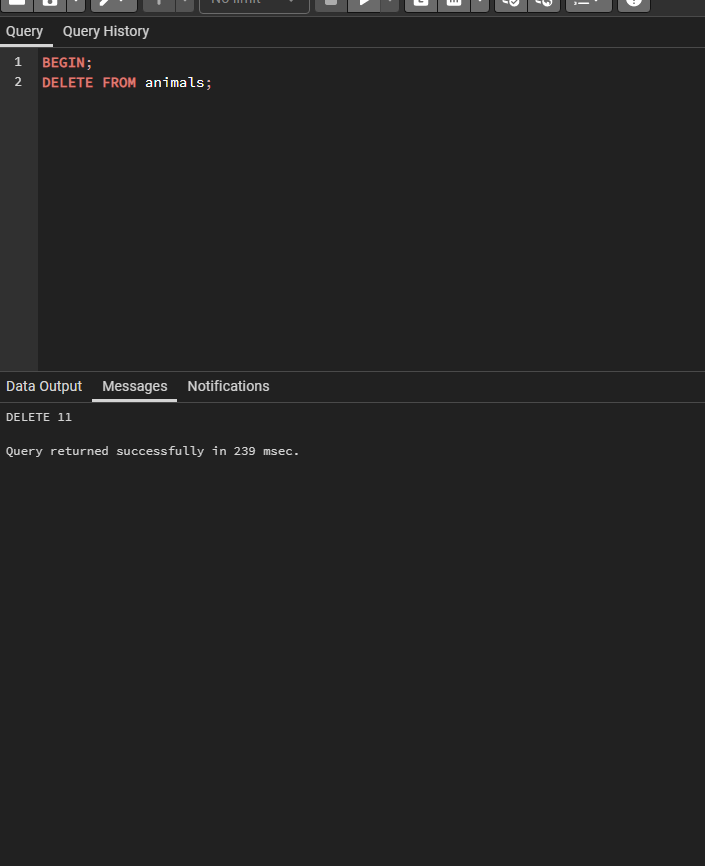 No limit
Query Query History
1 BEGIN;
2 DELETE FROM animals;
Data Output Messages Notifications
DELETE 11
Query returned successfully in 239 msec.